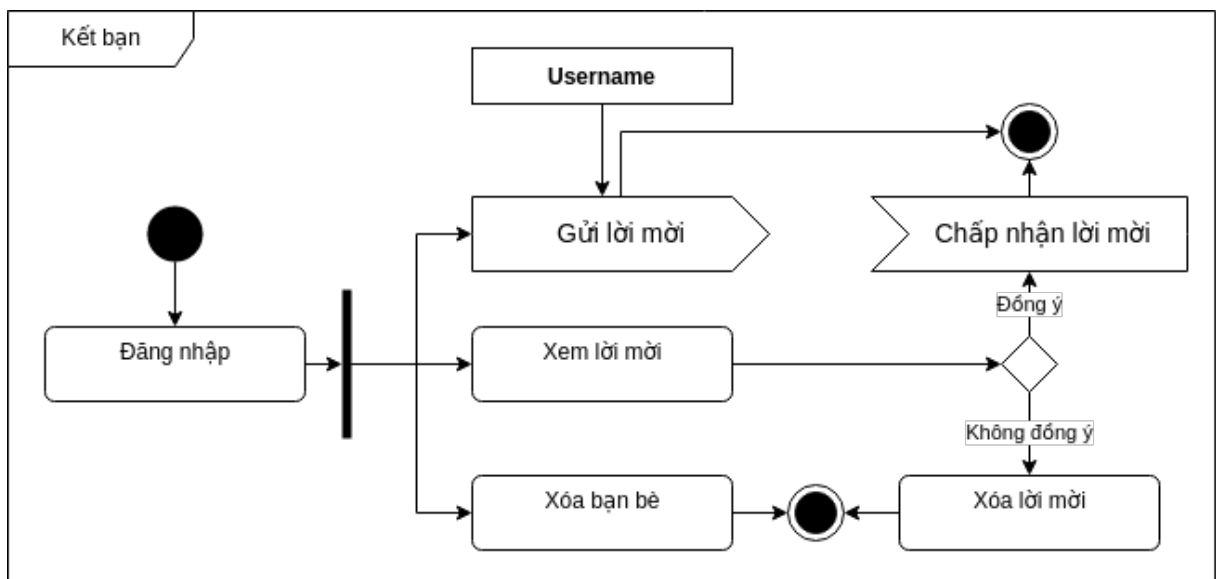 Kết bạn
Username
Gửi lời mời
Chấp nhận lời mời
Đồng ý
Đăng nhập
Xem lời mời
Không đồng ý
Xóa bạn bè
Xóa lời mời